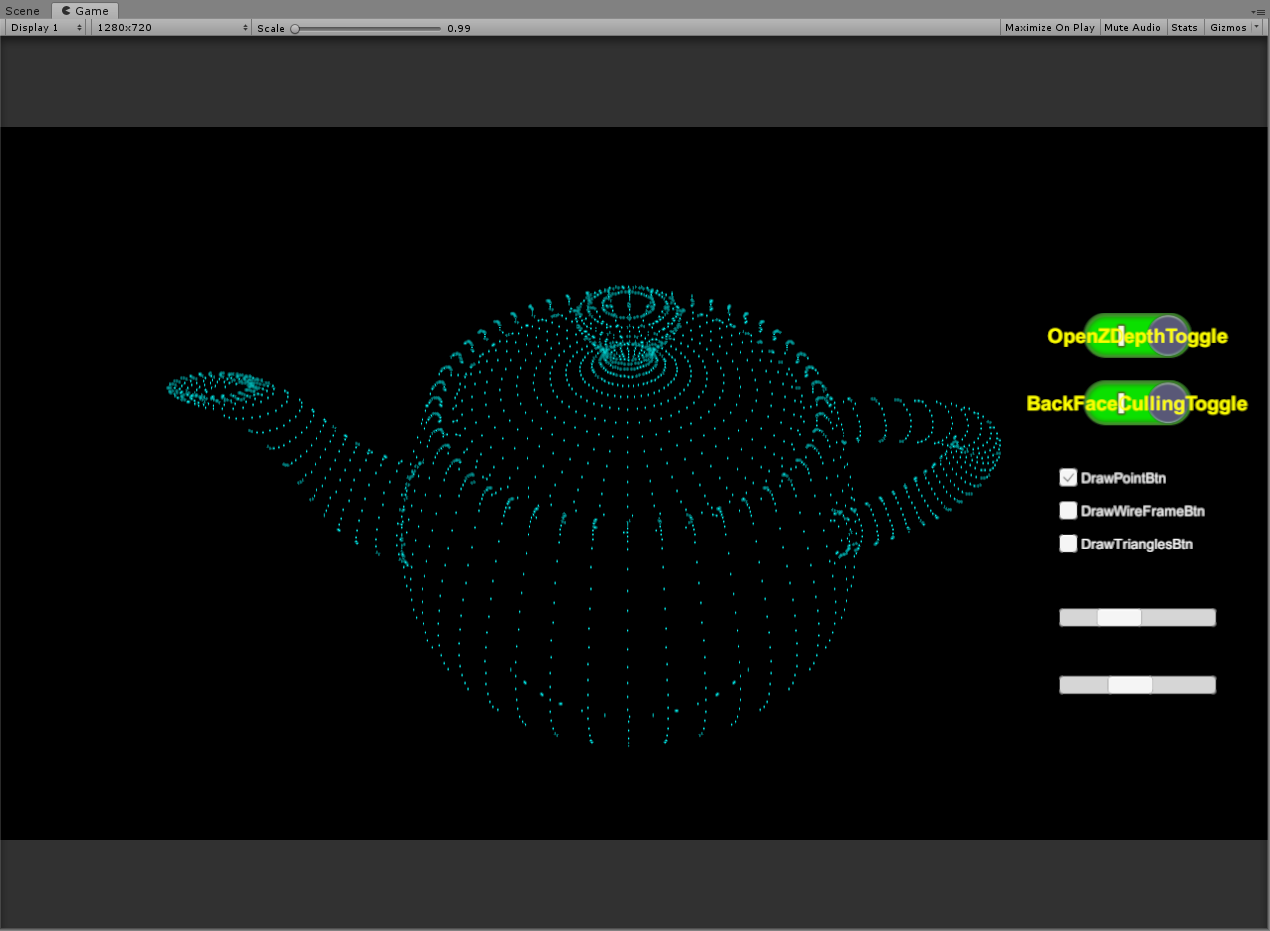 Scene Game
Display 1 1280x720 Scale 0.99 Maximize On Play Mute Audio Stats Gizmos
OpenZDepthToggle
BackFaceCullingToggle
DrawPointBtn
DrawWireFrameBtn
DrawTrianglesBtn